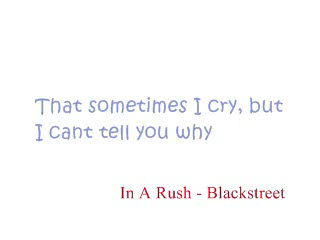 That sometimes I cry, but
I cant tell you why
In A Rush - Blackstreet